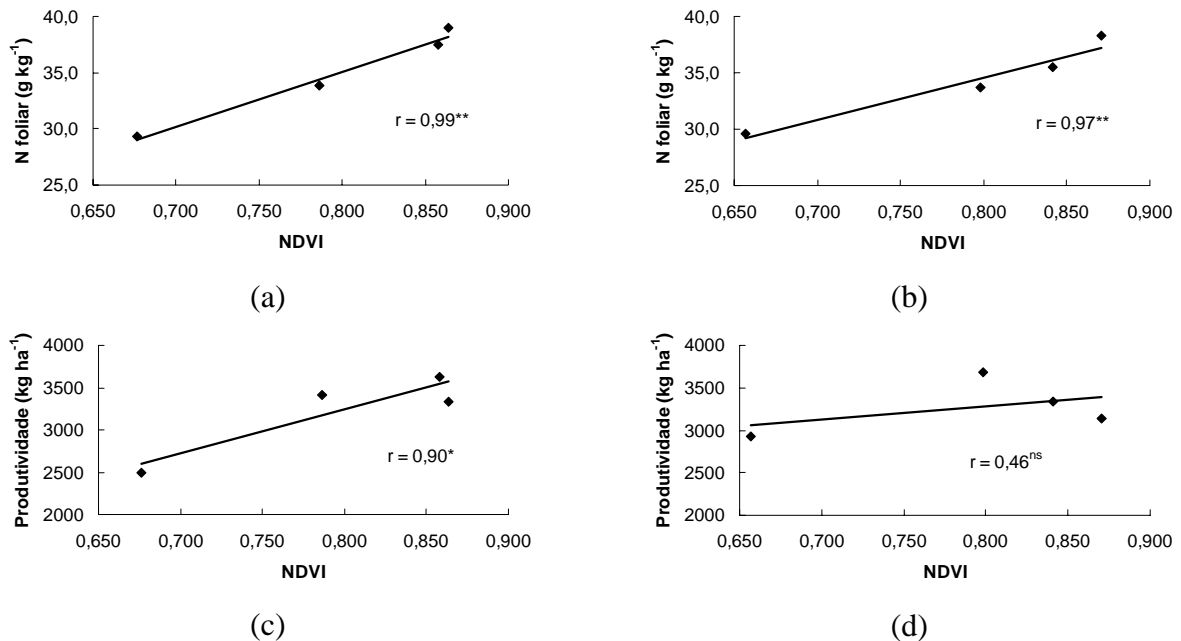 (a)
40,0
35,0
30,0
25,0
N foliar (g kg⁻¹)
r = 0,99**
0,650 0,700 0,750 0,800 0,850 0,900
NDVI
(b)
40,0
35,0
30,0
25,0
N foliar (g kg⁻¹)
r = 0,97**
0,650 0,700 0,750 0,800 0,850 0,900
NDVI
(a)
(b)
4000
3500
3000
2500
2000
Produtividade (kg ha⁻¹)
r = 0,90*
0,650 0,700 0,750 0,800 0,850 0,900
NDVI
(c)
4000
3500
3000
2500
2000
Produtividade (kg ha⁻¹)
r = 0,46ⁿˢ
0,650 0,700 0,750 0,800 0,850 0,900
NDVI
(d)